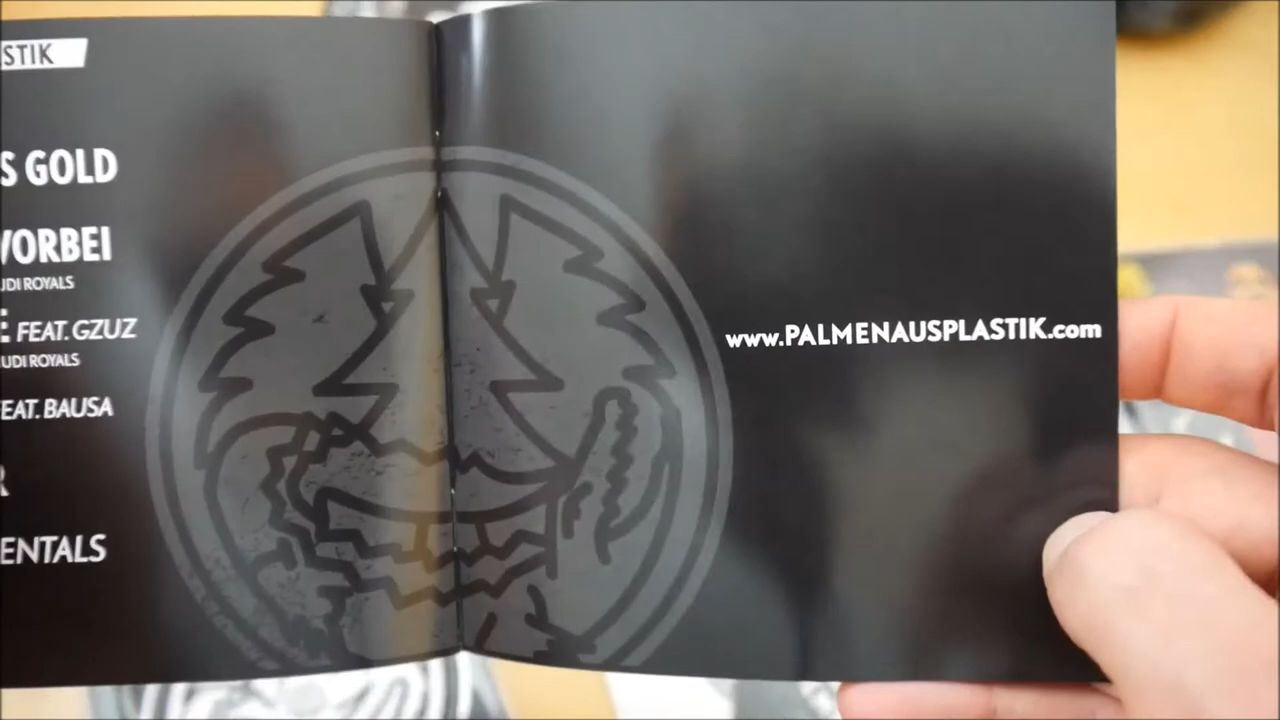 STIK
S GOLD
VORBEI
UDI ROYALS
E FEAT. GZUZ
UDI ROYALS
EAT. BAUSA
R
ENTALS
www.PALMENAUSPLASTIK.com